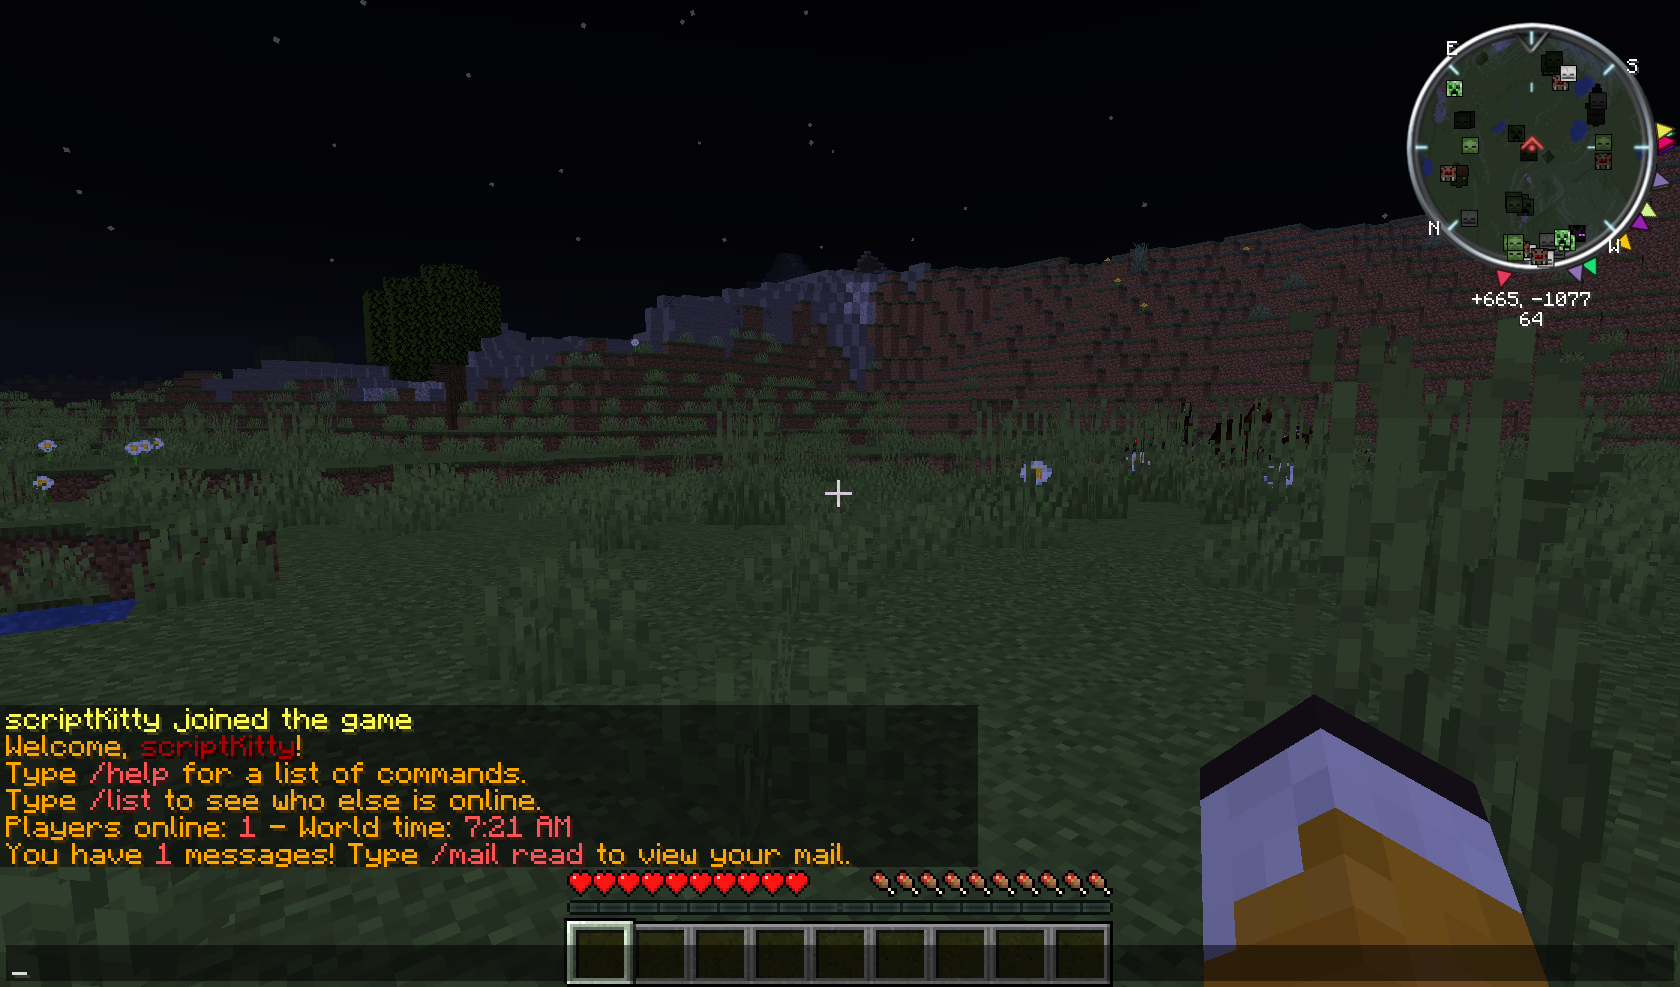 E
S
N
W
+665, -1077
64
scriptKitty joined the game
Welcome, scriptKitty!
Type /help for a list of commands.
Type /list to see who else is online.
Players online: 1 - World time: 7:21 AM
You have 1 messages! Type /mail read to view your mail.
_